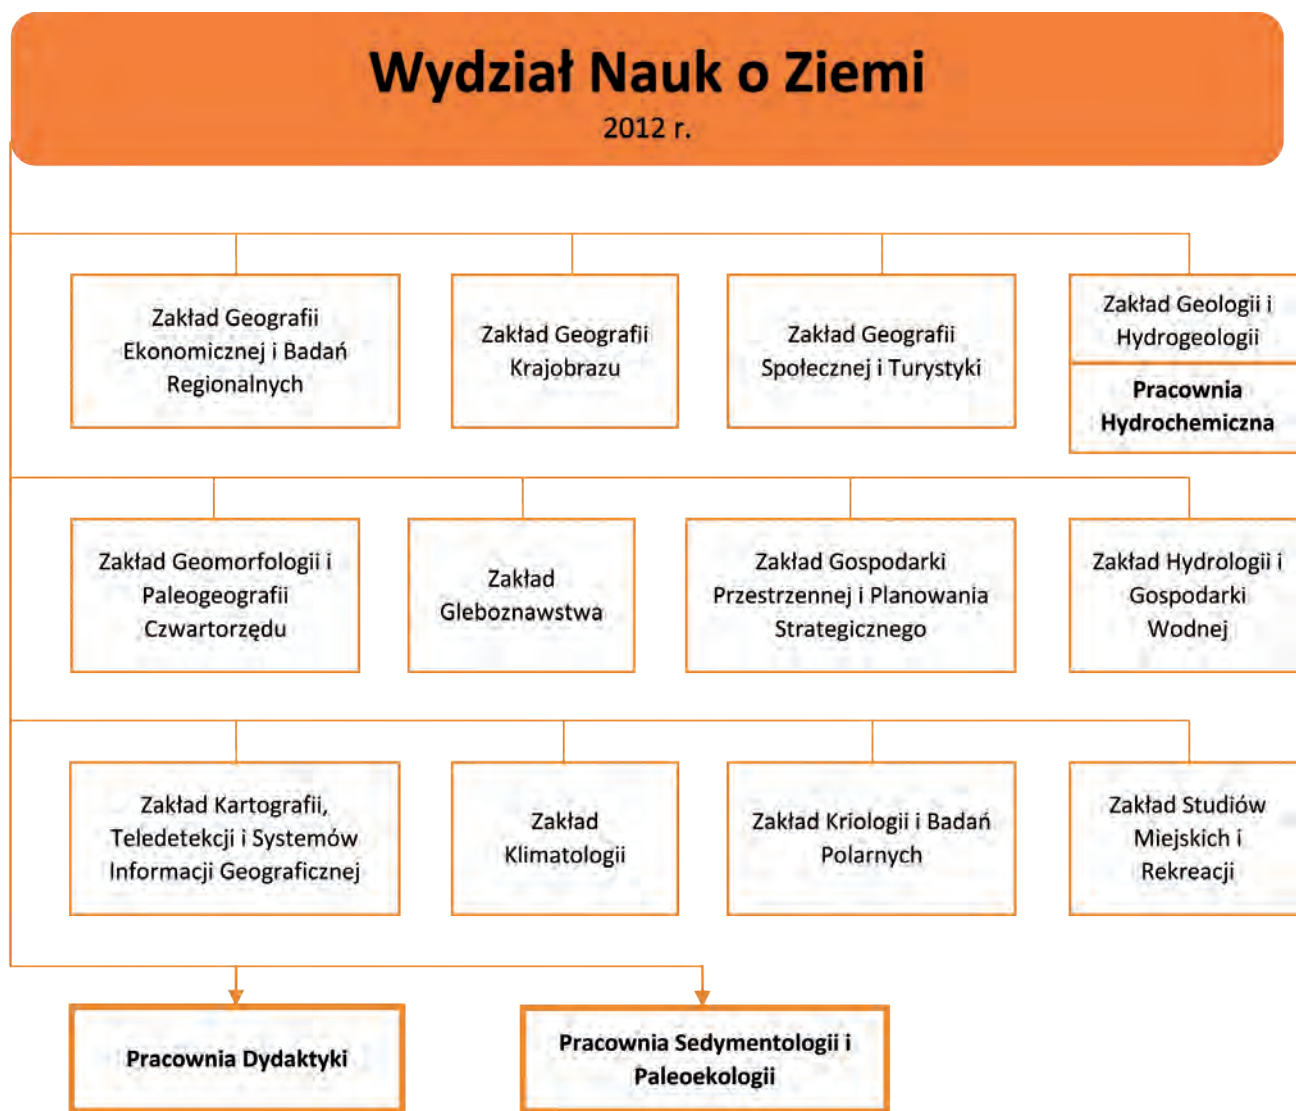 Wydział Nauk o Ziemi
2012 r.
Zakład Geografii
Ekonomicznej i Badań
Regionalnych
Zakład Geografii
Krajobrazu
Zakład Geografii
Społecznej i Turystyki
Zakład Geologii i
Hydrogeologii
Pracownia
Hydrochemiczna
Zakład Geomorfologii i
Paleogeografii
Czwartorzędu
Zakład
Gleboznawstwa
Zakład Gospodarki
Przestrzennej i Planowania
Strategicznego
Zakład Hydrologii i
Gospodarki
Wodnej
Zakład Kartografii,
Teledetekcji i Systemów
Informacji Geograficznej
Zakład
Klimatologii
Zakład Kriologii i Badań
Polarnych
Zakład Studiów
Miejskich i
Rekreacji
Pracownia Dydaktyki
Pracownia Sedymentologii i
Paleoekologii